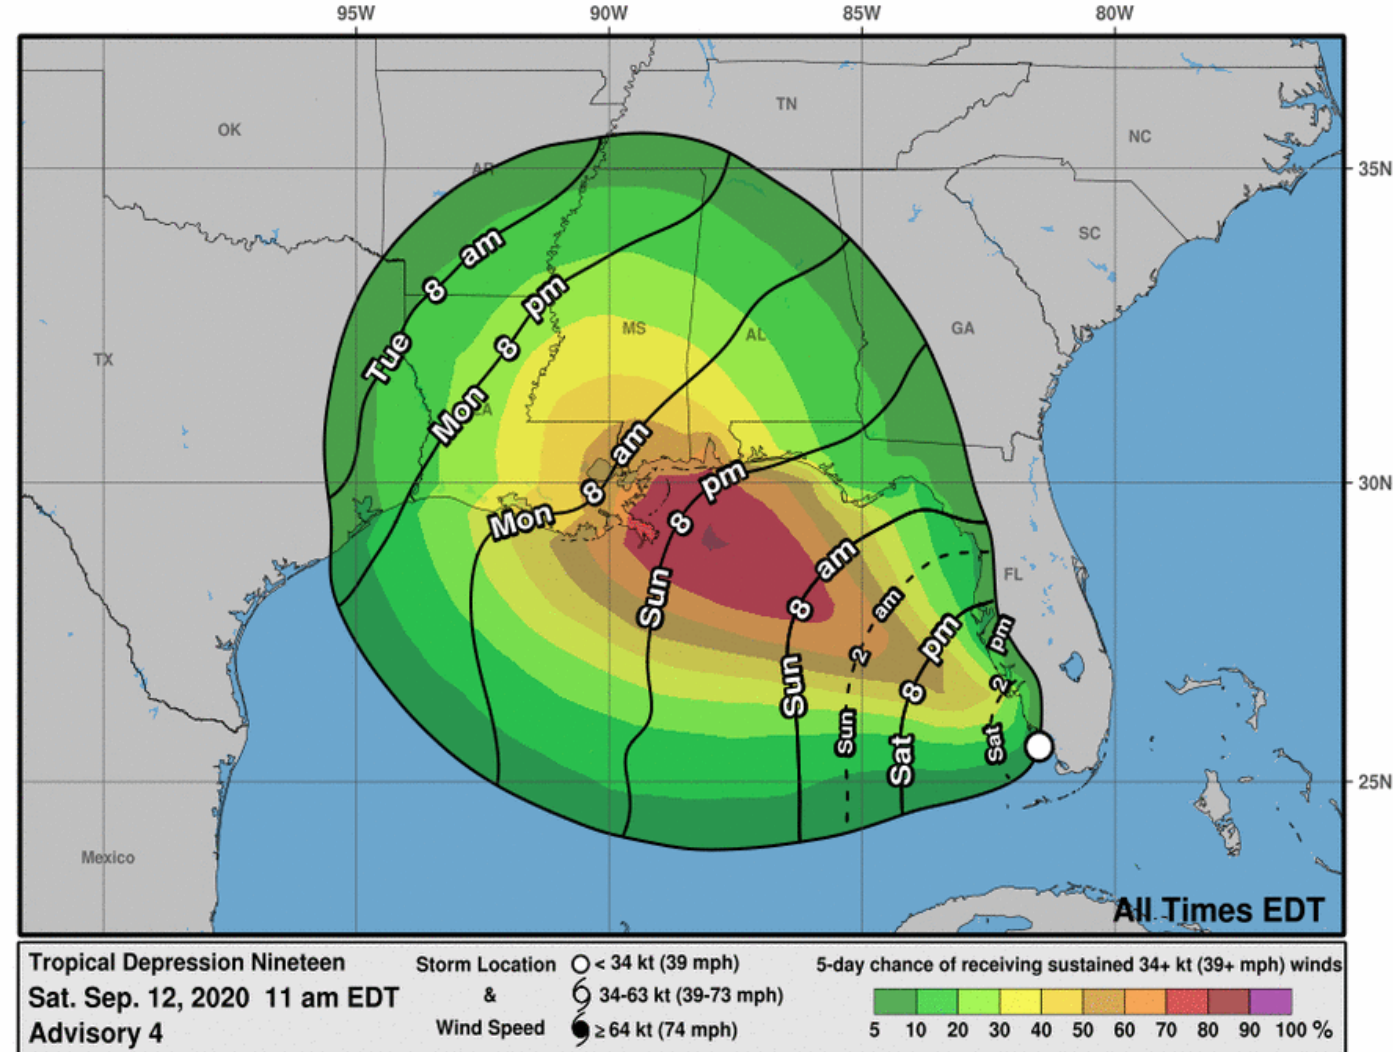 95W 90W 85W 80W
OK
TN
NC
AR
35N
SC
TX
MS
AL
GA
LA
Tue 8 am
Mon 8 pm
Mon 8 am
30N
Sun 8 pm
Sun 8 am
Sun 2 am
Sat 8 pm
Sat 2 pm
FL
25N
Mexico
All Times EDT
Tropical Depression Nineteen
Sat. Sep. 12, 2020 11 am EDT
Advisory 4
Storm Location
&
Wind Speed
< 34 kt (39 mph)
34-63 kt (39-73 mph)
≥ 64 kt (74 mph)
5-day chance of receiving sustained 34+ kt (39+ mph) winds
5 10 20 30 40 50 60 70 80 90 100 %